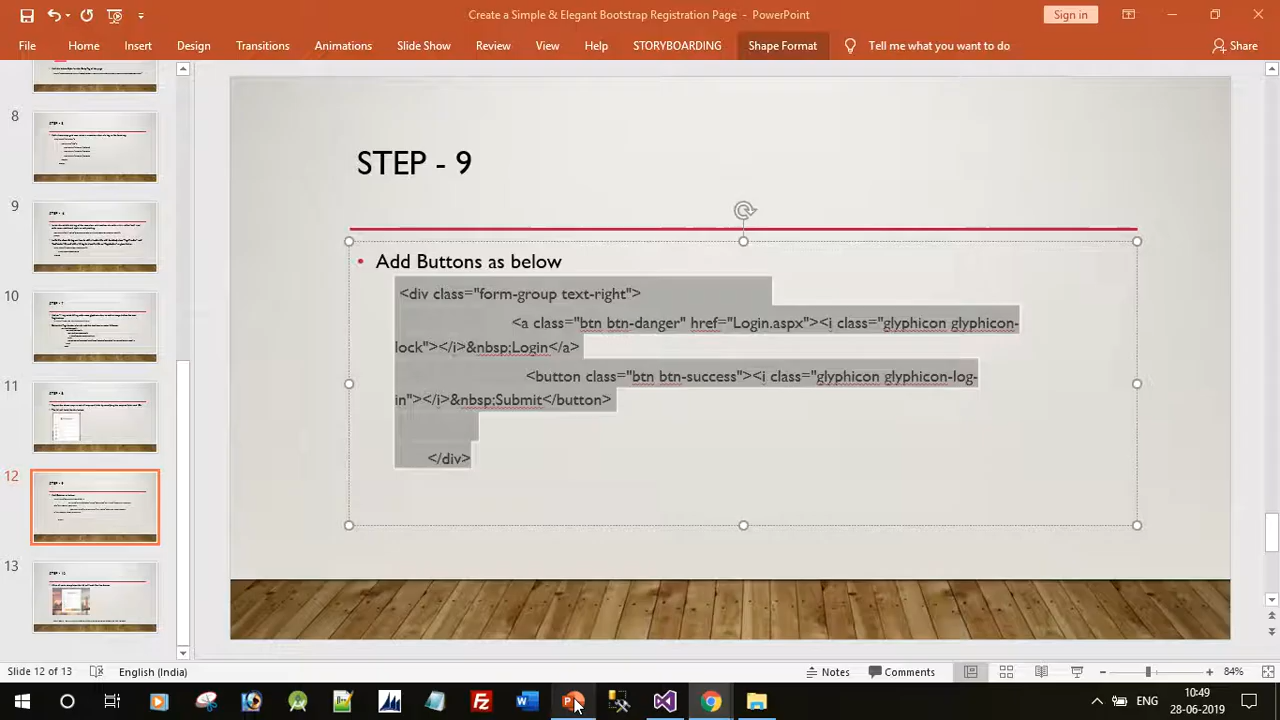 Create a Simple & Elegant Bootstrap Registration Page - PowerPoint
Sign in
File Home Insert Design Transitions Animations Slide Show Review View Help STORYBOARDING Shape Format Tell me what you want to do Share
8
9
10
11
12
13
STEP - 9
• Add Buttons as below
<div class="form-group text-right">
<a class="btn btn-danger" href="Login.aspx"><i class="glyphicon glyphicon-
lock"></i>&nbsp;Login</a>
<button class="btn btn-success"><i class="glyphicon glyphicon-log-
in"></i>&nbsp;Submit</button>
</div>
Slide 12 of 13 English (India) Notes Comments 84%
ENG 10:49
28-06-2019